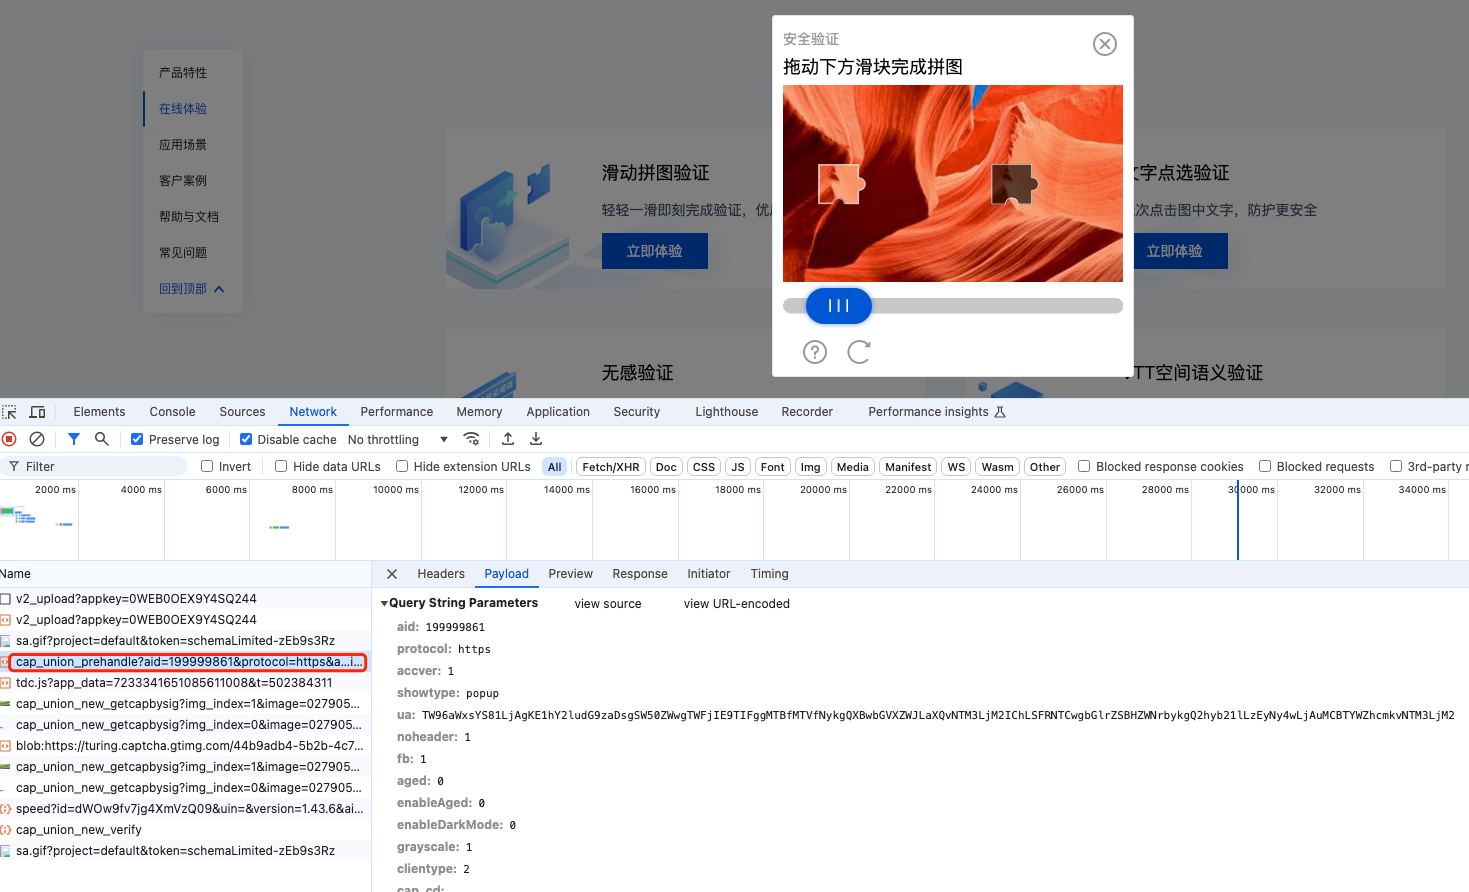 安全验证
拖动下方滑块完成拼图
产品特性
在线体验
应用场景
客户案例
帮助与文档
常见问题
回到顶部
滑动拼图验证
轻轻一滑即刻完成验证，优
立即体验
文字点选验证
次点击图中文字，防护更安全
立即体验
无感验证
VTT空间语义验证
Elements Console Sources Network Performance Memory Application Security Lighthouse Recorder Performance insights
Preserve log Disable cache No throttling
Filter Invert Hide data URLs Hide extension URLs All Fetch/XHR Doc CSS JS Font Img Media Manifest WS Wasm Other Blocked response cookies Blocked requests 3rd-party r
2000 ms 4000 ms 6000 ms 8000 ms 10000 ms 12000 ms 14000 ms 16000 ms 18000 ms 20000 ms 22000 ms 24000 ms 26000 ms 28000 ms 30000 ms 32000 ms 34000 ms
Name
v2_upload?appkey=0WEB0OEX9Y4SQ244
v2_upload?appkey=0WEB0OEX9Y4SQ244
sa.gif?project=default&token=schemaLimited-zEb9s3Rz
cap_union_prehandle?aid=199999861&protocol=https&a...i...
tdc.js?app_data=7233341651085611008&t=502384311
cap_union_new_getcapbysig?img_index=1&image=027905...
cap_union_new_getcapbysig?img_index=0&image=027905...
blob:https://turing.captcha.gtimg.com/44b9adb4-5b2b-4c7...
cap_union_new_getcapbysig?img_index=1&image=027905...
cap_union_new_getcapbysig?img_index=0&image=027905...
speed?id=dWOw9fv7jg4XmVzQ09&uin=&version=1.43.6&ai...
cap_union_new_verify
sa.gif?project=default&token=schemaLimited-zEb9s3Rz
Headers Payload Preview Response Initiator Timing
Query String Parameters view source view URL-encoded
aid: 199999861
protocol: https
accver: 1
showtype: popup
ua: TW96aWxsYS81LjAgKE1hY2ludG9zaDsgSW50ZWwgTWFjIE9TIFggMTBfMTVfNykgQXBwbGVXZWJLaXQvNTM3LjM2IChLSFRNTCwgbGlrZSBHZWNrbykgQ2hyb21lLzEyNy4wLjAuMCBTYWZhcmkvNTM3LjM2
noheader: 1
fb: 1
aged: 0
enableAged: 0
enableDarkMode: 0
grayscale: 1
clientype: 2
cap_cd: